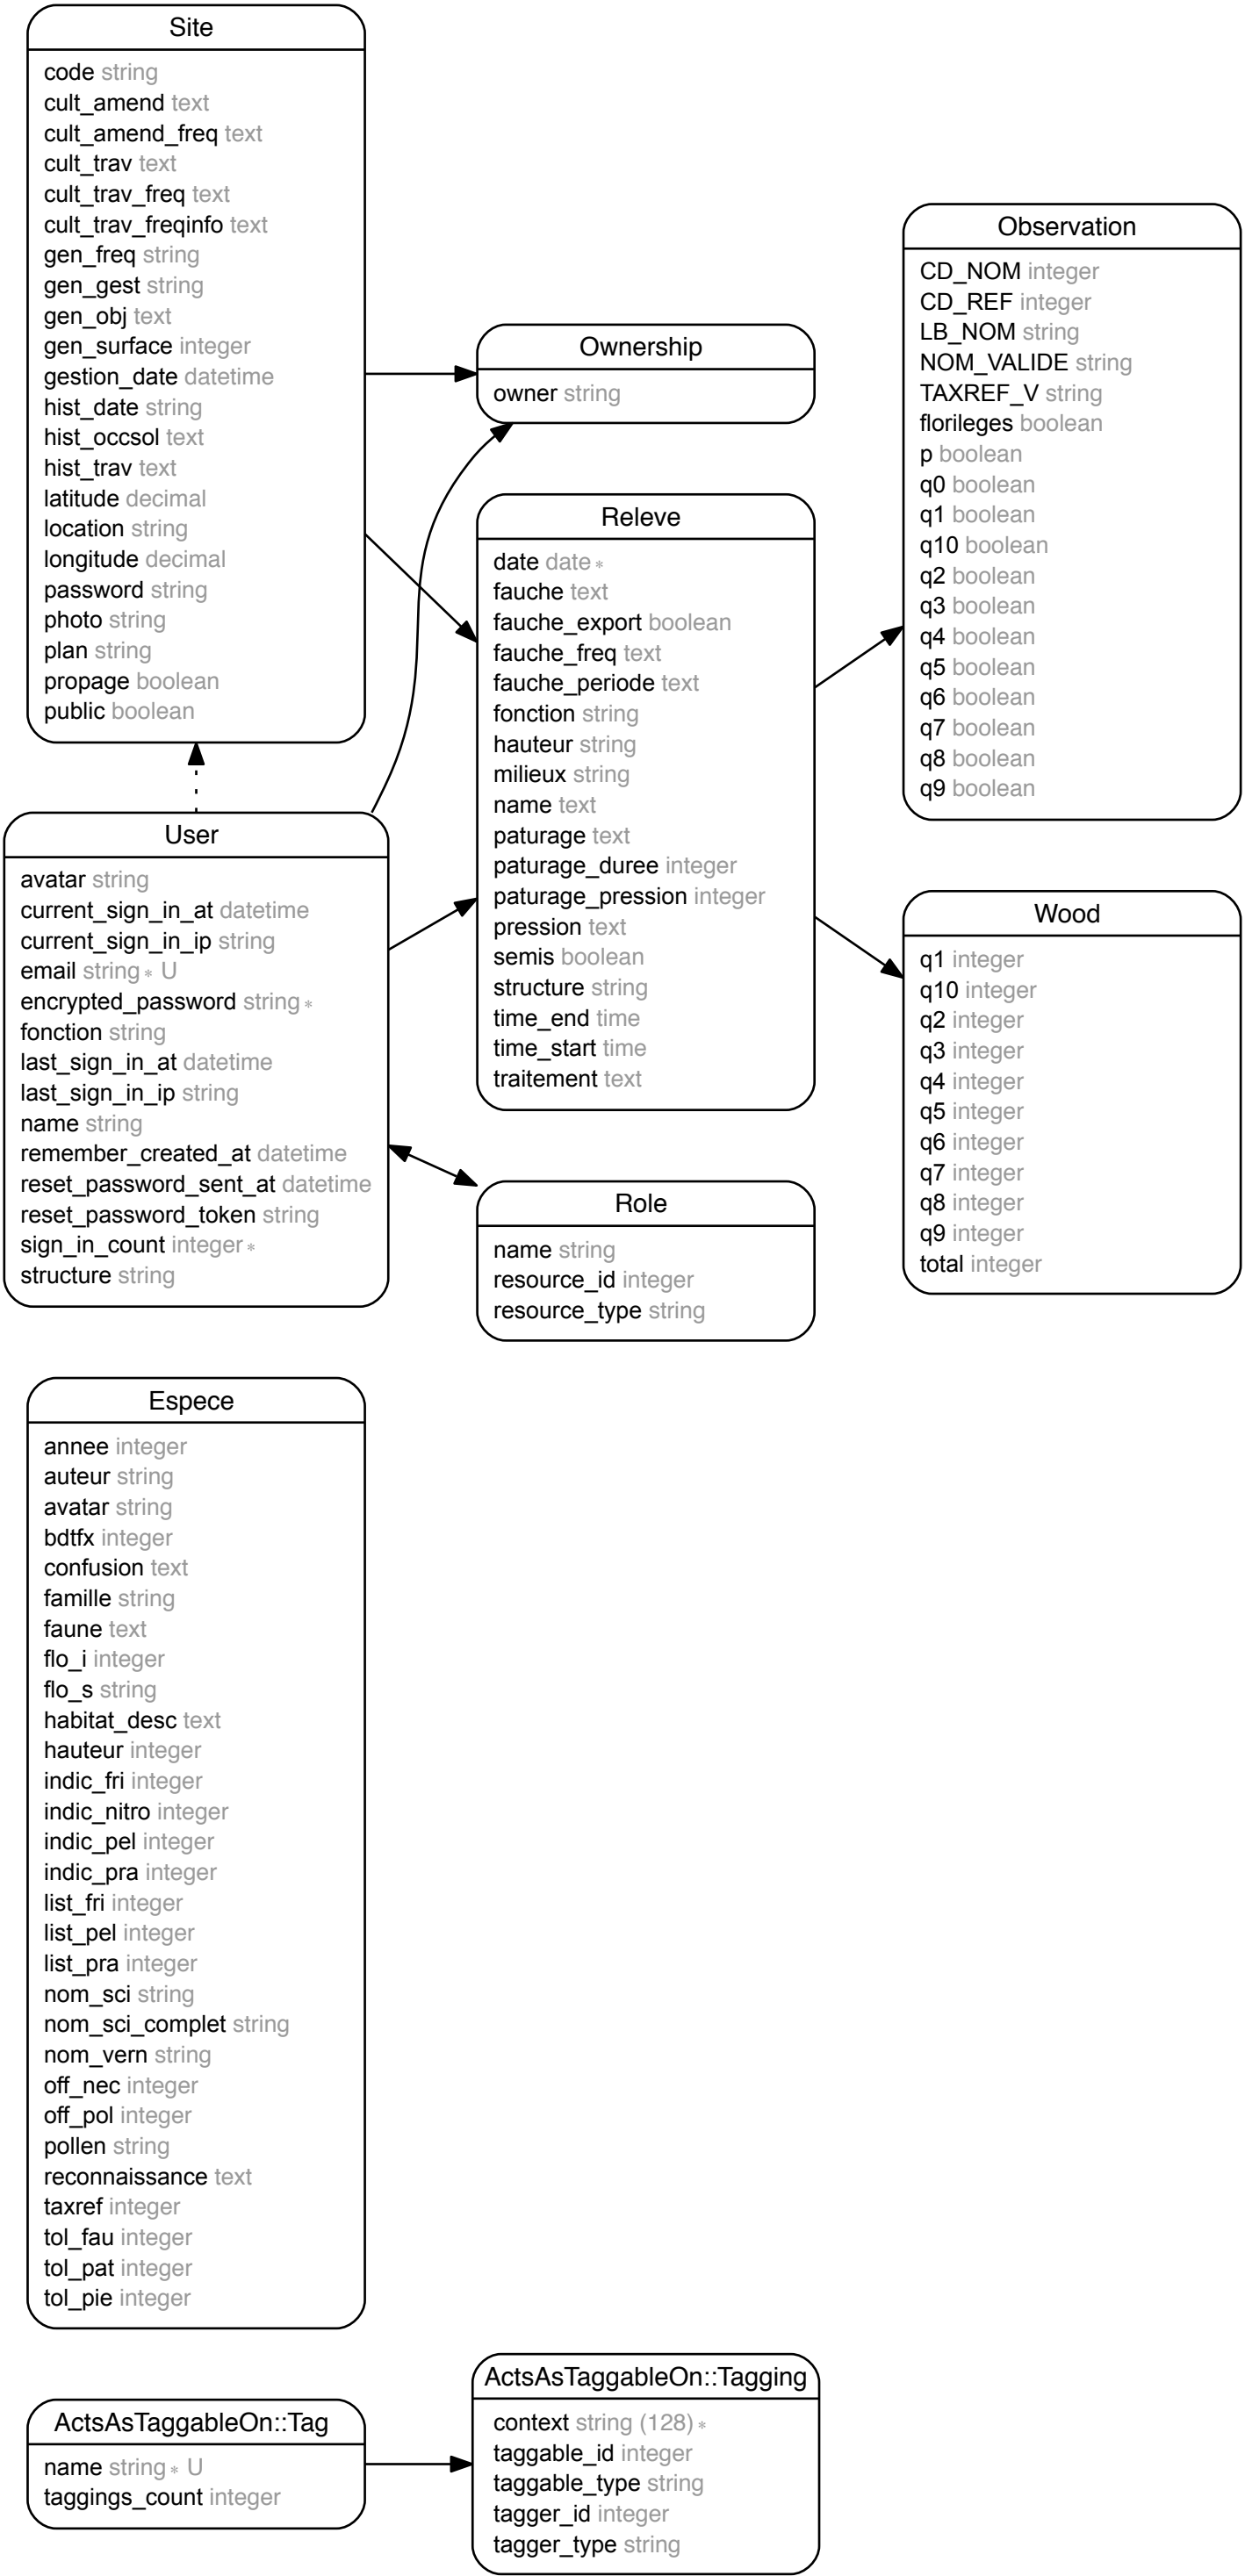 Site
code string
cult_amend text
cult_amend_freq text
cult_trav text
cult_trav_freq text
cult_trav_freqinfo text
gen_freq string
gen_gest string
gen_obj text
gen_surface integer
gestion_date datetime
hist_date string
hist_occsol text
hist_trav text
latitude decimal
location string
longitude decimal
password string
photo string
plan string
propage boolean
public boolean
User
avatar string
current_sign_in_at datetime
current_sign_in_ip string
email string * U
encrypted_password string *
fonction string
last_sign_in_at datetime
last_sign_in_ip string
name string
remember_created_at datetime
reset_password_sent_at datetime
reset_password_token string
sign_in_count integer *
structure string
Ownership
owner string
Releve
date date *
fauche text
fauche_export boolean
fauche_freq text
fauche_periode text
fonction string
hauteur string
milieux string
name text
paturage text
paturage_duree integer
paturage_pression integer
pression text
semis boolean
structure string
time_end time
time_start time
traitement text
Role
name string
resource_id integer
resource_type string
Observation
CD_NOM integer
CD_REF integer
LB_NOM string
NOM_VALIDE string
TAXREF_V string
florileges boolean
p boolean
q0 boolean
q1 boolean
q10 boolean
q2 boolean
q3 boolean
q4 boolean
q5 boolean
q6 boolean
q7 boolean
q8 boolean
q9 boolean
Wood
q1 integer
q10 integer
q2 integer
q3 integer
q4 integer
q5 integer
q6 integer
q7 integer
q8 integer
q9 integer
total integer
Espece
annee integer
auteur string
avatar string
bdtfx integer
confusion text
famille string
faune text
flo_i integer
flo_s string
habitat_desc text
hauteur integer
indic_fri integer
indic_nitro integer
indic_pel integer
indic_pra integer
list_fri integer
list_pel integer
list_pra integer
nom_sci string
nom_sci_complet string
nom_vern string
off_nec integer
off_pol integer
pollen string
reconnaissance text
taxref integer
tol_fau integer
tol_pat integer
tol_pie integer
ActsAsTaggableOn::Tag
name string * U
taggings_count integer
ActsAsTaggableOn::Tagging
context string (128) *
taggable_id integer
taggable_type string
tagger_id integer
tagger_type string